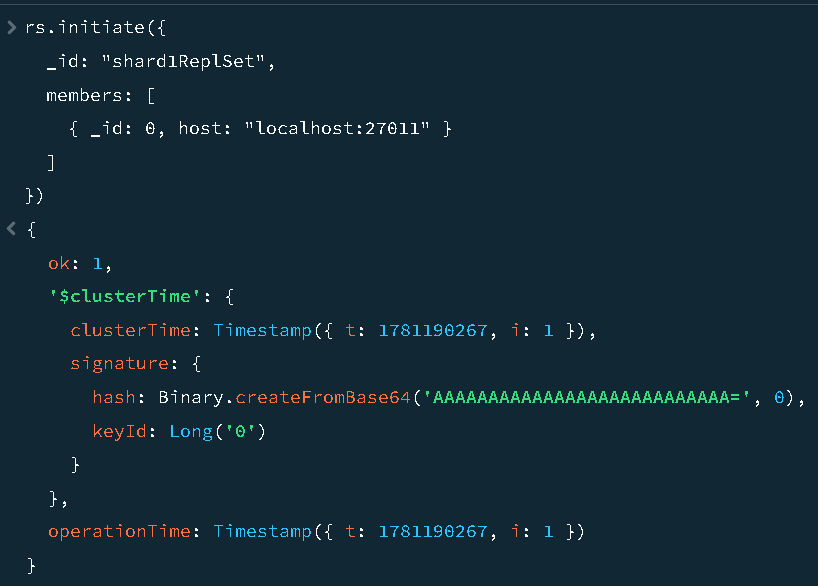 rs.initiate({
_id: "shard1ReplSet",
members: [
{ _id: 0, host: "localhost:27011" }
]
})
{
ok: 1,
'$clusterTime': {
clusterTime: Timestamp({ t: 1781190267, i: 1 }),
signature: {
hash: Binary.createFromBase64('AAAAAAAAAAAAAAAAAAAAAAAAAAA=', 0),
keyId: Long('0')
}
},
operationTime: Timestamp({ t: 1781190267, i: 1 })
}